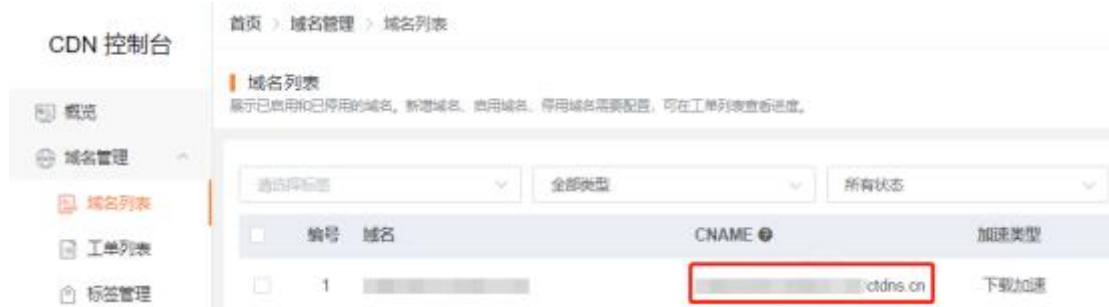 CDN 控制台
概览
域名管理
域名列表
工单列表
标签管理
首页 > 域名管理 > 域名列表
域名列表
展示已启用和已停用的域名。新增域名、启用域名、停用域名需要配置，可在工单列表查看进度。
请选择标签
全部类型
所有状态
编号 域名 CNAME 加速类型
1 ctdns.cn 下载加速